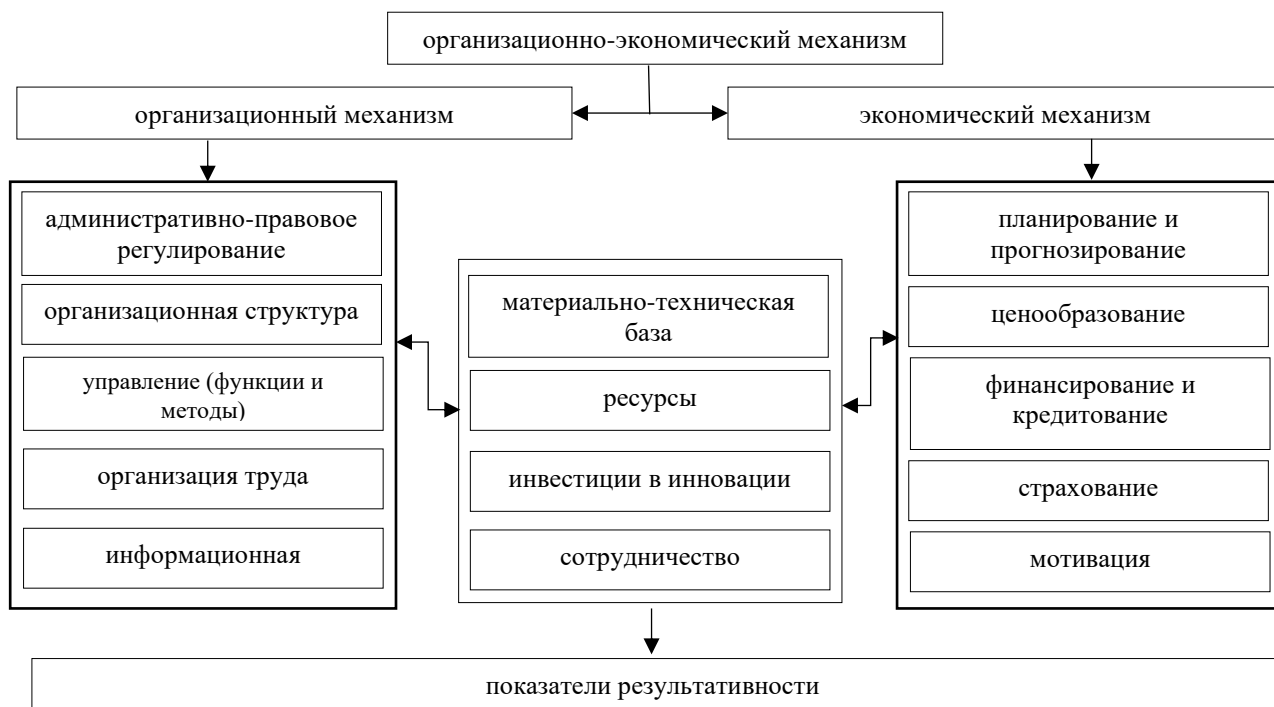 организационно-экономический механизм
организационный механизм
экономический механизм
административно-правовое
регулирование
организационная структура
управление (функции и
методы)
организация труда
информационная
материально-техническая
база
ресурсы
инвестиции в инновации
сотрудничество
планирование и
прогнозирование
ценообразование
финансирование и
кредитование
страхование
мотивация
показатели результативности